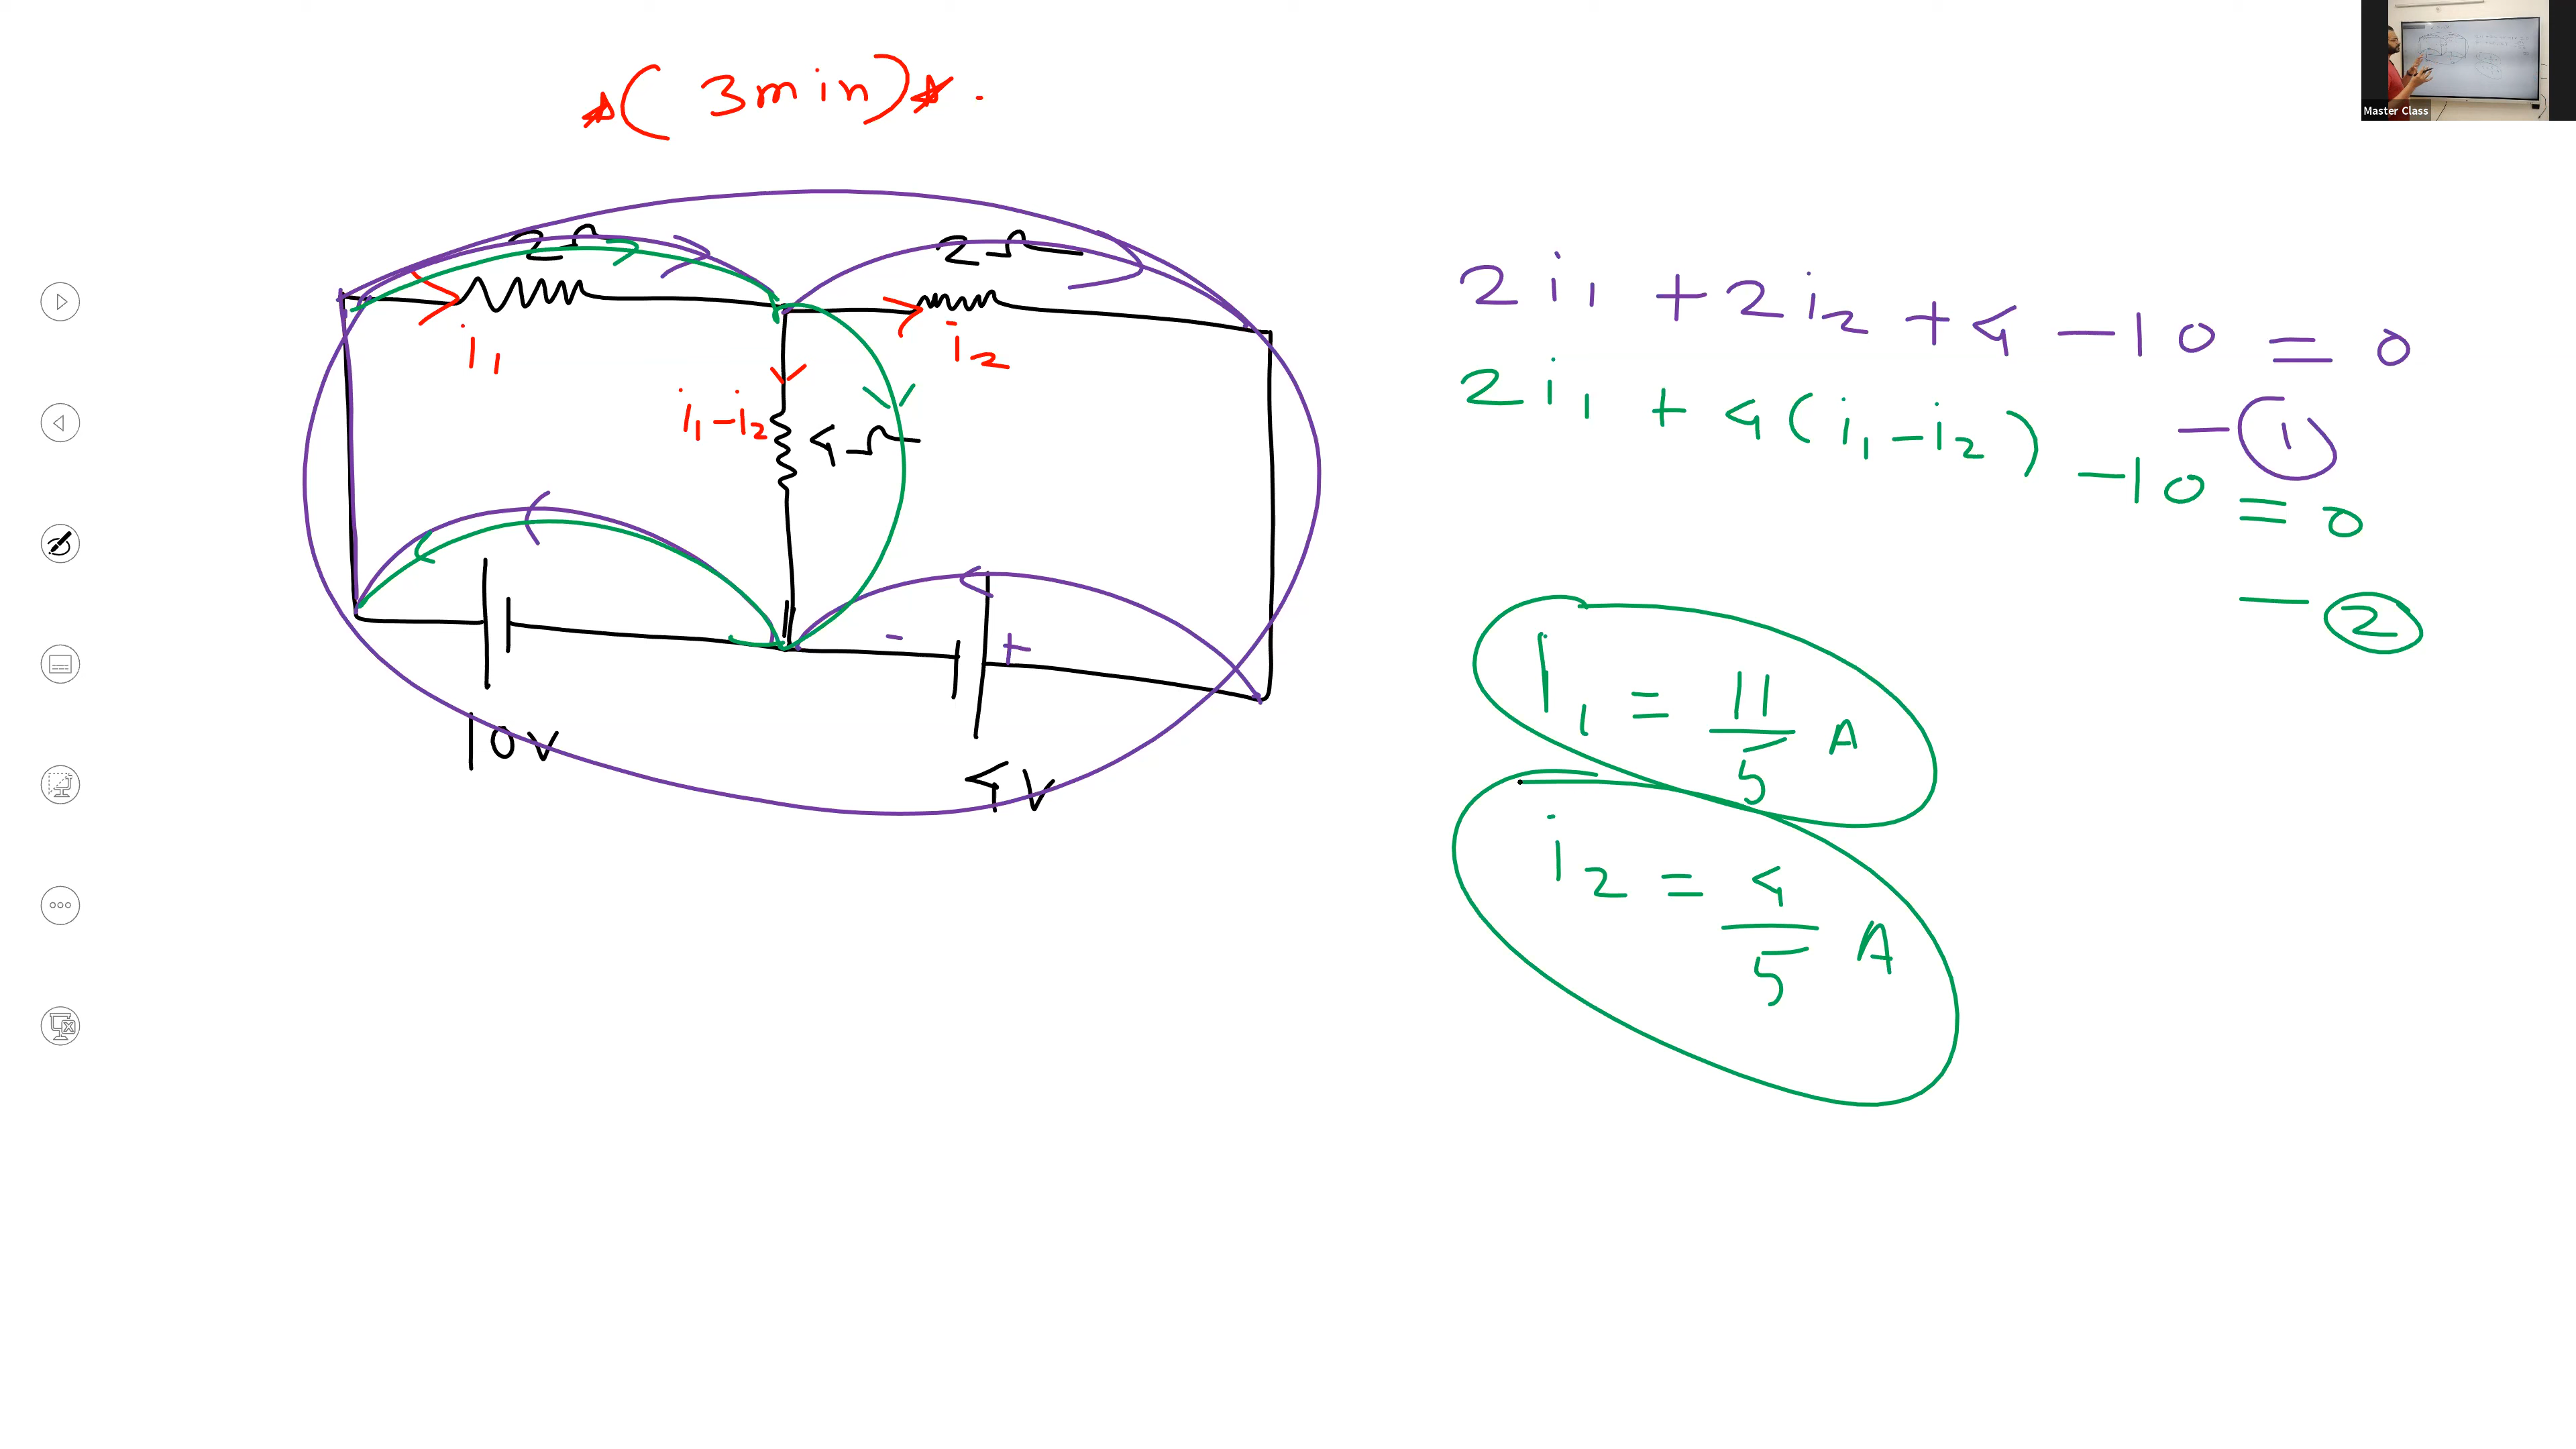 *(3min)*.
Master Class
2Ω
2Ω
i1
i2
i1-i2
4Ω
- +
10V
4V
2i1 + 2i2 + 4 - 10 = 0
- ①
2i1 + 4(i1-i2) - 10 = 0
- ②
I1 = 11/5 A
i2 = 4/5 A